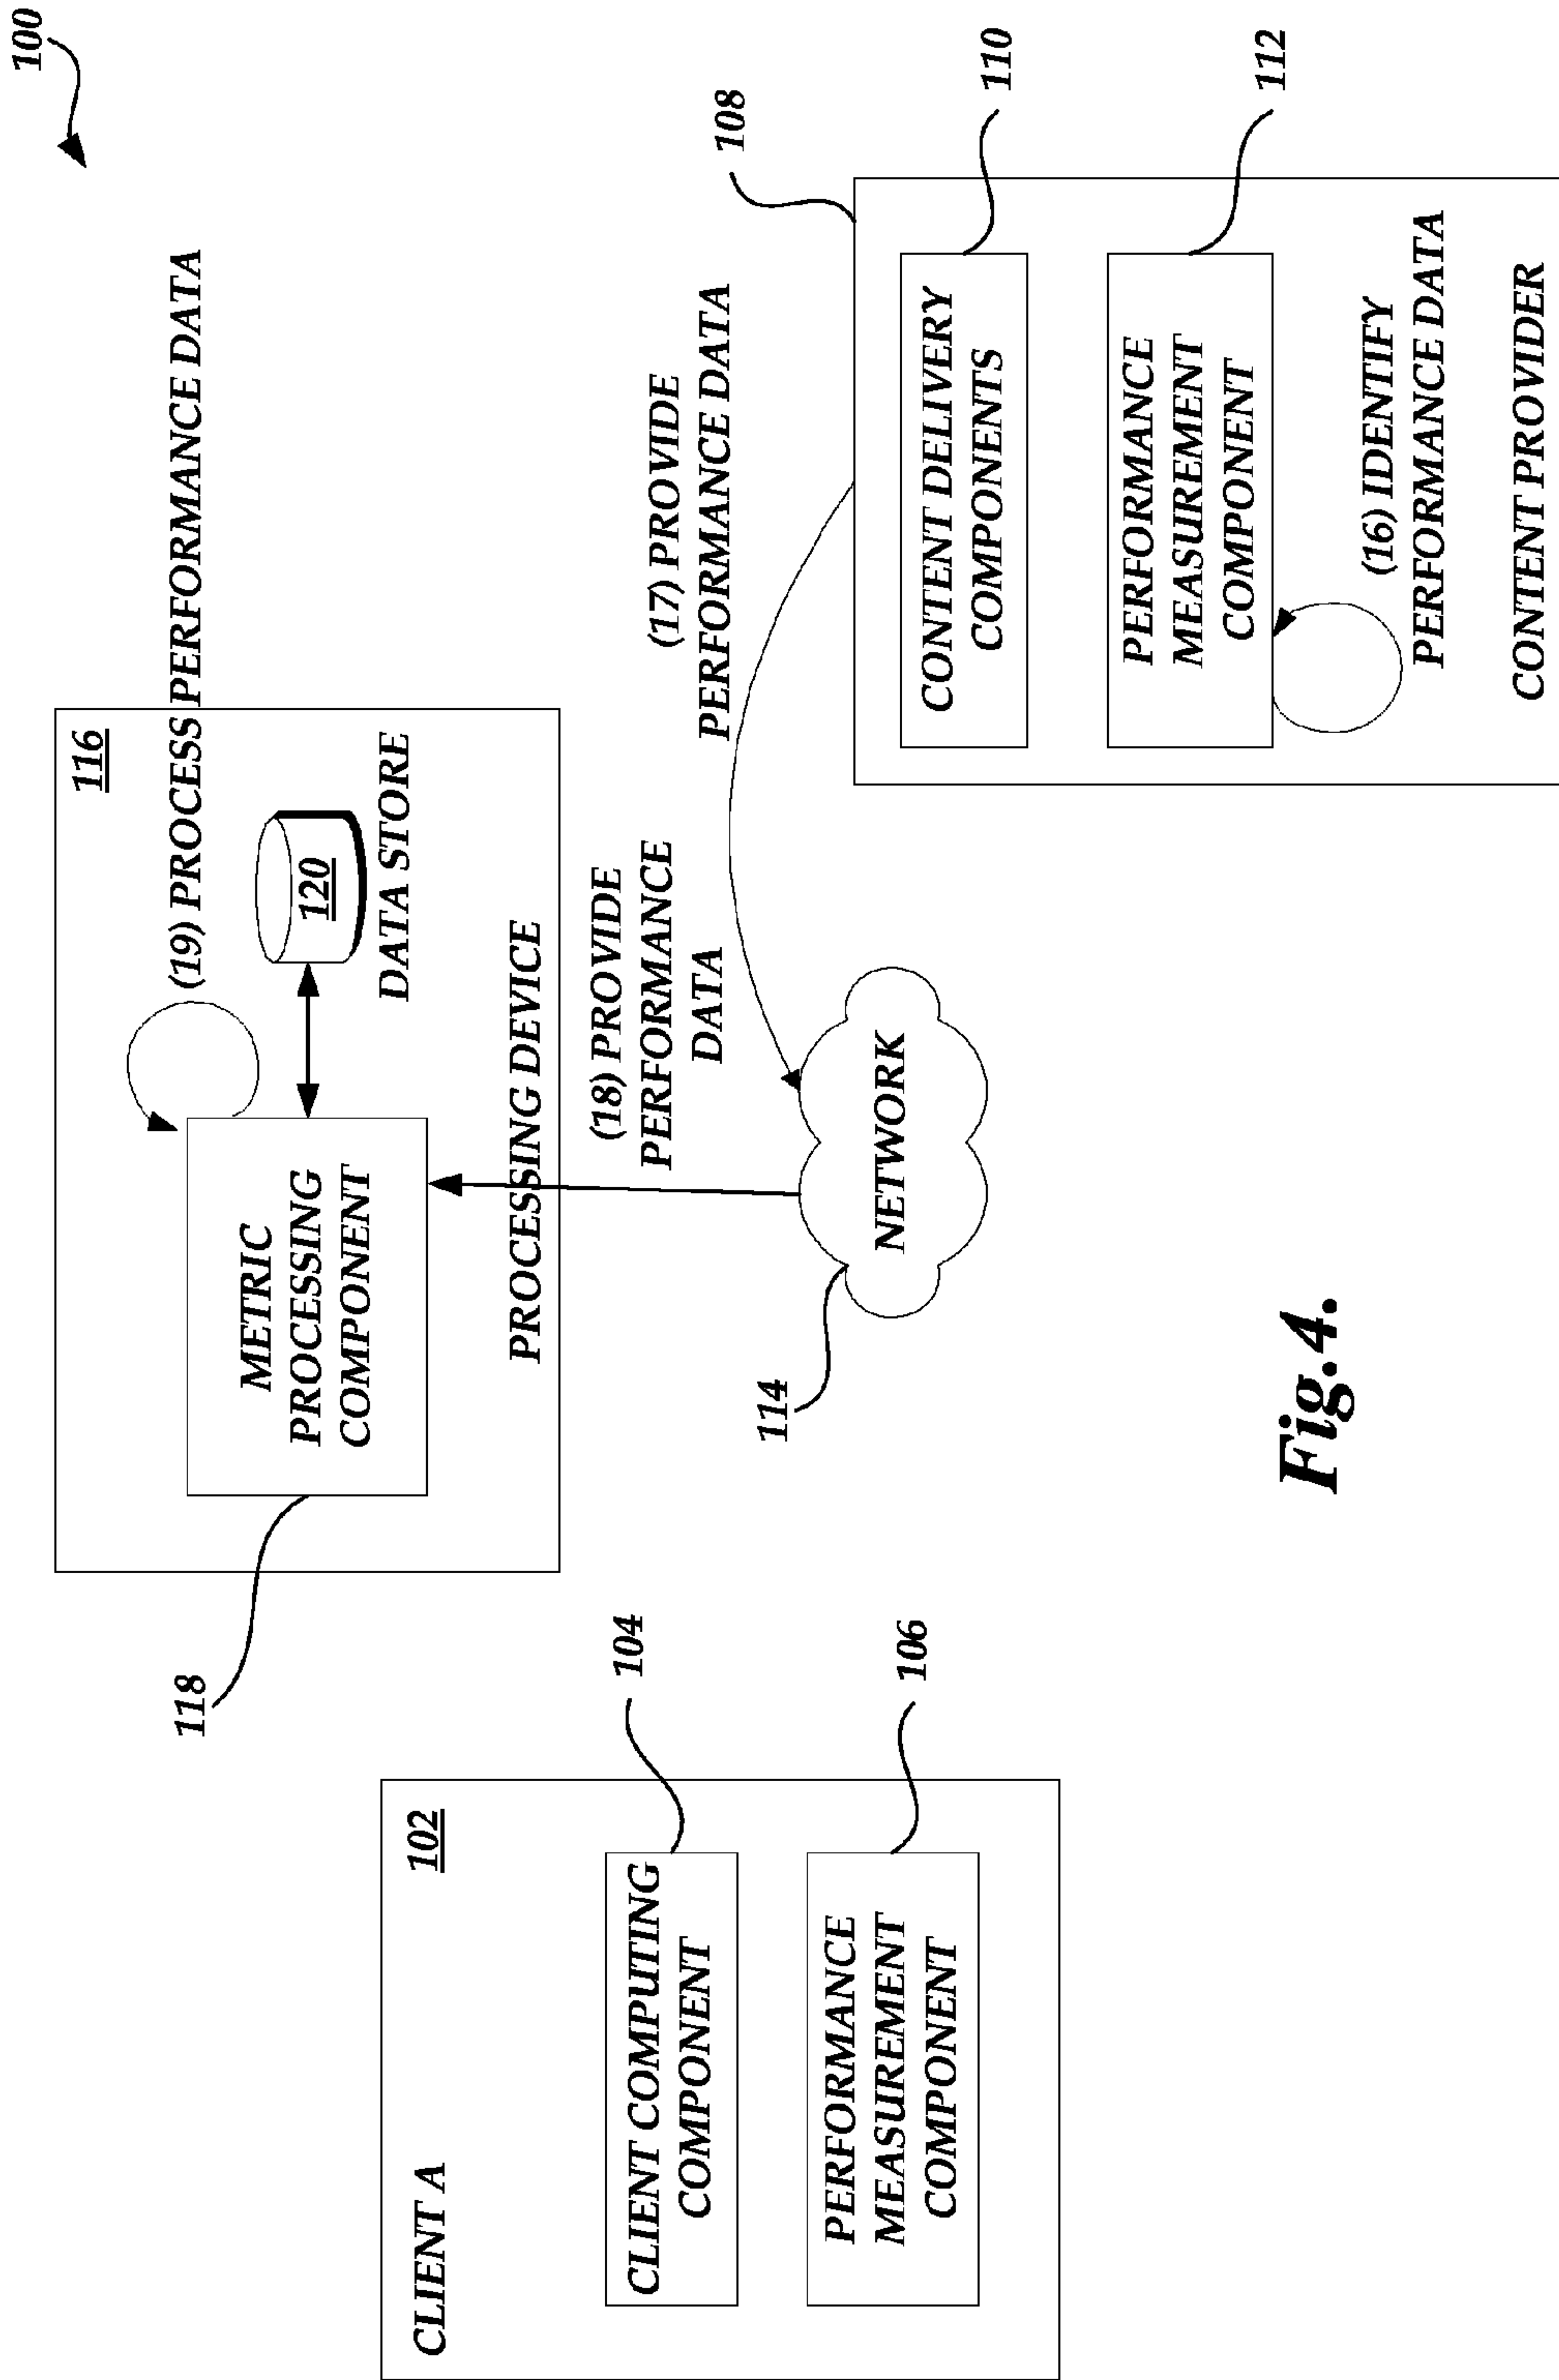 100
116
(19) PROCESS PERFORMANCE DATA
METRIC
PROCESSING
COMPONENT
120
DATA STORE
PROCESSING DEVICE
118
(18) PROVIDE
PERFORMANCE
DATA
(17) PROVIDE
PERFORMANCE DATA
NETWORK
114
CLIENT A
102
CLIENT COMPUTING
COMPONENT
104
PERFORMANCE
MEASUREMENT
COMPONENT
106
108
CONTENT DELIVERY
COMPONENTS
110
PERFORMANCE
MEASUREMENT
COMPONENT
112
(16) IDENTIFY
PERFORMANCE DATA
CONTENT PROVIDER
Fig.4.